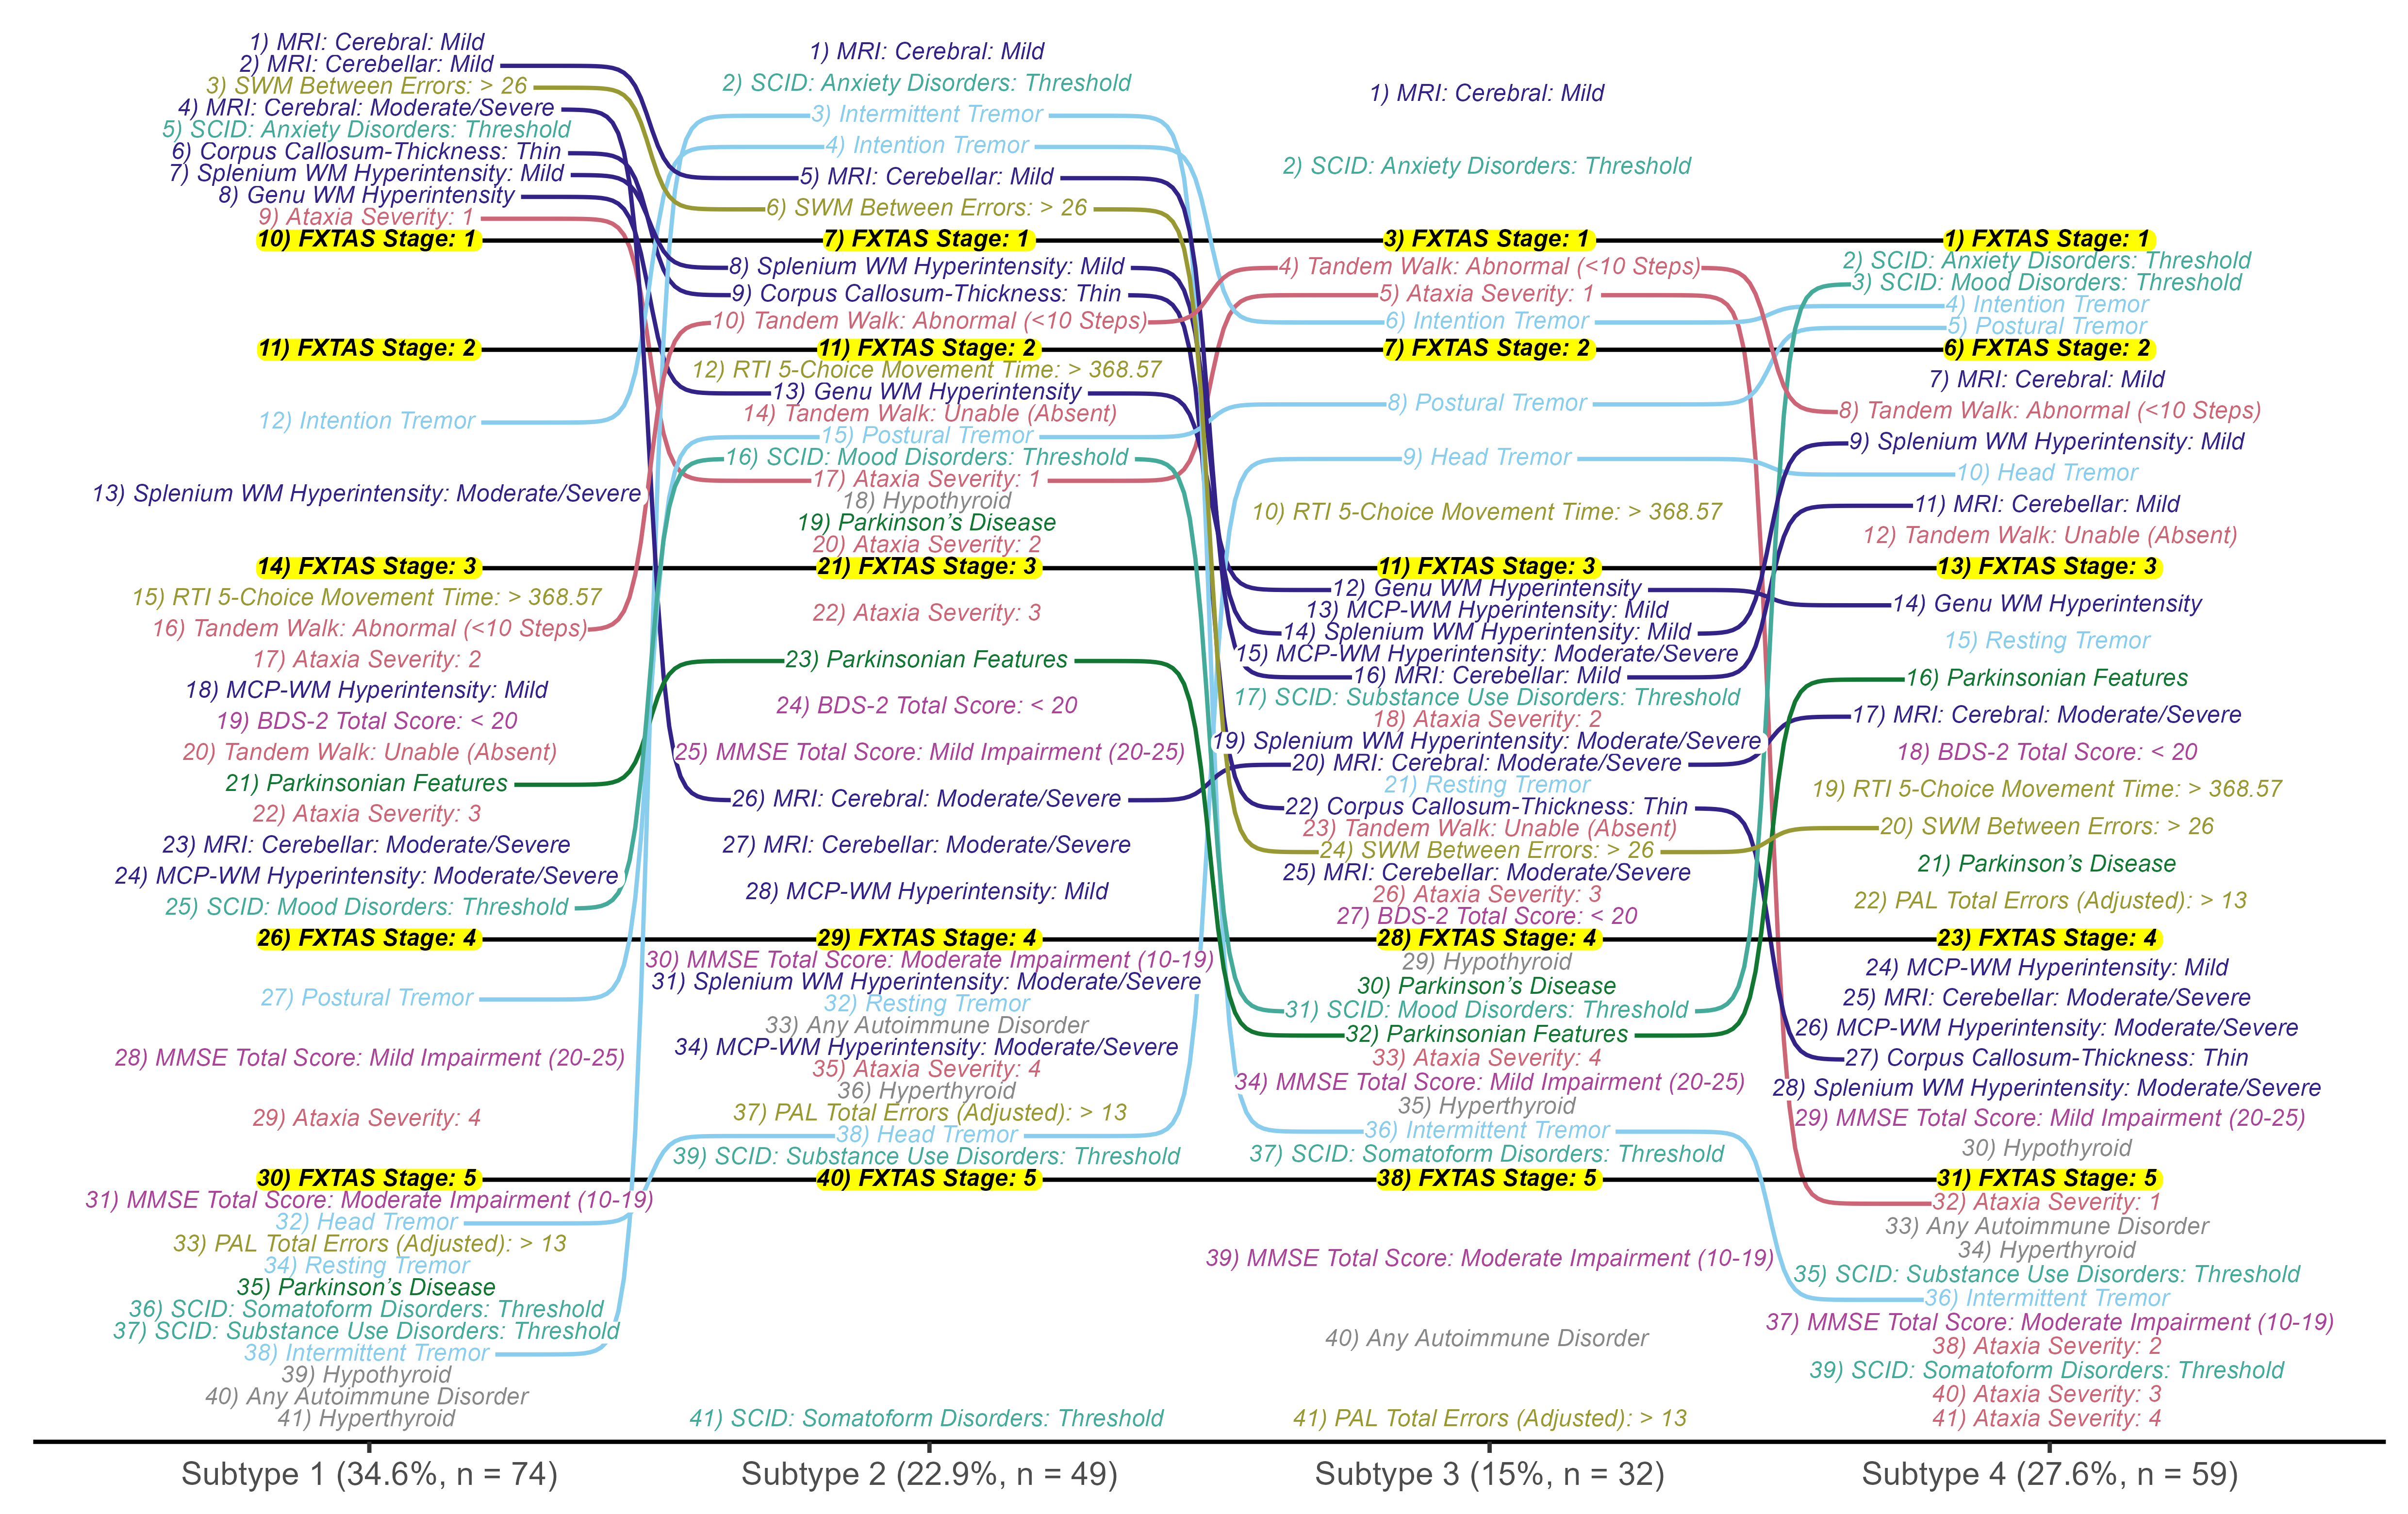 1) MRI: Cerebral: Mild
2) MRI: Cerebellar: Mild
3) SWM Between Errors: > 26
4) MRI: Cerebral: Moderate/Severe
5) SCID: Anxiety Disorders: Threshold
6) Corpus Callosum-Thickness: Thin
7) Splenium WM Hyperintensity: Mild
8) Genu WM Hyperintensity
9) Ataxia Severity: 1
10) FXTAS Stage: 1
11) FXTAS Stage: 2
12) Intention Tremor
13) Splenium WM Hyperintensity: Moderate/Severe
14) FXTAS Stage: 3
15) RTI 5-Choice Movement Time: > 368.57
16) Tandem Walk: Abnormal (<10 Steps)
17) Ataxia Severity: 2
18) MCP-WM Hyperintensity: Mild
19) BDS-2 Total Score: < 20
20) Tandem Walk: Unable (Absent)
21) Parkinsonian Features
22) Ataxia Severity: 3
23) MRI: Cerebellar: Moderate/Severe
24) MCP-WM Hyperintensity: Moderate/Severe
25) SCID: Mood Disorders: Threshold
26) FXTAS Stage: 4
27) Postural Tremor
28) MMSE Total Score: Mild Impairment (20-25)
29) Ataxia Severity: 4
30) FXTAS Stage: 5
31) MMSE Total Score: Moderate Impairment (10-19)
32) Head Tremor
33) PAL Total Errors (Adjusted): > 13
34) Resting Tremor
35) Parkinson's Disease
36) SCID: Somatoform Disorders: Threshold
37) SCID: Substance Use Disorders: Threshold
38) Intermittent Tremor
39) Hypothyroid
40) Any Autoimmune Disorder
41) Hyperthyroid
Subtype 1 (34.6%, n = 74)
1) MRI: Cerebral: Mild
2) SCID: Anxiety Disorders: Threshold
3) Intermittent Tremor
4) Intention Tremor
5) MRI: Cerebellar: Mild
6) SWM Between Errors: > 26
7) FXTAS Stage: 1
8) Splenium WM Hyperintensity: Mild
9) Corpus Callosum-Thickness: Thin
10) Tandem Walk: Abnormal (<10 Steps)
11) FXTAS Stage: 2
12) RTI 5-Choice Movement Time: > 368.57
13) Genu WM Hyperintensity
14) Tandem Walk: Unable (Absent)
15) Postural Tremor
16) SCID: Mood Disorders: Threshold
17) Ataxia Severity: 1
18) Hypothyroid
19) Parkinson's Disease
20) Ataxia Severity: 2
21) FXTAS Stage: 3
22) Ataxia Severity: 3
23) Parkinsonian Features
24) BDS-2 Total Score: < 20
25) MMSE Total Score: Mild Impairment (20-25)
26) MRI: Cerebral: Moderate/Severe
27) MRI: Cerebellar: Moderate/Severe
28) MCP-WM Hyperintensity: Mild
29) FXTAS Stage: 4
30) MMSE Total Score: Moderate Impairment (10-19)
31) Splenium WM Hyperintensity: Moderate/Severe
32) Resting Tremor
33) Any Autoimmune Disorder
34) MCP-WM Hyperintensity: Moderate/Severe
35) Ataxia Severity: 4
36) Hyperthyroid
37) PAL Total Errors (Adjusted): > 13
38) Head Tremor
39) SCID: Substance Use Disorders: Threshold
40) FXTAS Stage: 5
41) SCID: Somatoform Disorders: Threshold
Subtype 2 (22.9%, n = 49)
1) MRI: Cerebral: Mild
2) SCID: Anxiety Disorders: Threshold
3) FXTAS Stage: 1
4) Tandem Walk: Abnormal (<10 Steps)
5) Ataxia Severity: 1
6) Intention Tremor
7) FXTAS Stage: 2
8) Postural Tremor
9) Head Tremor
10) RTI 5-Choice Movement Time: > 368.57
11) FXTAS Stage: 3
12) Genu WM Hyperintensity
13) MCP-WM Hyperintensity: Mild
14) Splenium WM Hyperintensity: Mild
15) MCP-WM Hyperintensity: Moderate/Severe
16) MRI: Cerebellar: Mild
17) SCID: Substance Use Disorders: Threshold
18) Ataxia Severity: 2
19) Splenium WM Hyperintensity: Moderate/Severe
20) MRI: Cerebral: Moderate/Severe
21) Resting Tremor
22) Corpus Callosum-Thickness: Thin
23) Tandem Walk: Unable (Absent)
24) SWM Between Errors: > 26
25) MRI: Cerebellar: Moderate/Severe
26) Ataxia Severity: 3
27) BDS-2 Total Score: < 20
28) FXTAS Stage: 4
29) Hypothyroid
30) Parkinson's Disease
31) SCID: Mood Disorders: Threshold
32) Parkinsonian Features
33) Ataxia Severity: 4
34) MMSE Total Score: Mild Impairment (20-25)
35) Hyperthyroid
36) Intermittent Tremor
37) SCID: Somatoform Disorders: Threshold
38) FXTAS Stage: 5
39) MMSE Total Score: Moderate Impairment (10-19)
40) Any Autoimmune Disorder
41) PAL Total Errors (Adjusted): > 13
Subtype 3 (15%, n = 32)
1) FXTAS Stage: 1
2) SCID: Anxiety Disorders: Threshold
3) SCID: Mood Disorders: Threshold
4) Intention Tremor
5) Postural Tremor
6) FXTAS Stage: 2
7) MRI: Cerebral: Mild
8) Tandem Walk: Abnormal (<10 Steps)
9) Splenium WM Hyperintensity: Mild
10) Head Tremor
11) MRI: Cerebellar: Mild
12) Tandem Walk: Unable (Absent)
13) FXTAS Stage: 3
14) Genu WM Hyperintensity
15) Resting Tremor
16) Parkinsonian Features
17) MRI: Cerebral: Moderate/Severe
18) BDS-2 Total Score: < 20
19) RTI 5-Choice Movement Time: > 368.57
20) SWM Between Errors: > 26
21) Parkinson's Disease
22) PAL Total Errors (Adjusted): > 13
23) FXTAS Stage: 4
24) MCP-WM Hyperintensity: Mild
25) MRI: Cerebellar: Moderate/Severe
26) MCP-WM Hyperintensity: Moderate/Severe
27) Corpus Callosum-Thickness: Thin
28) Splenium WM Hyperintensity: Moderate/Severe
29) MMSE Total Score: Mild Impairment (20-25)
30) Hypothyroid
31) FXTAS Stage: 5
32) Ataxia Severity: 1
33) Any Autoimmune Disorder
34) Hyperthyroid
35) SCID: Substance Use Disorders: Threshold
36) Intermittent Tremor
37) MMSE Total Score: Moderate Impairment (10-19)
38) Ataxia Severity: 2
39) SCID: Somatoform Disorders: Threshold
40) Ataxia Severity: 3
41) Ataxia Severity: 4
Subtype 4 (27.6%, n = 59)